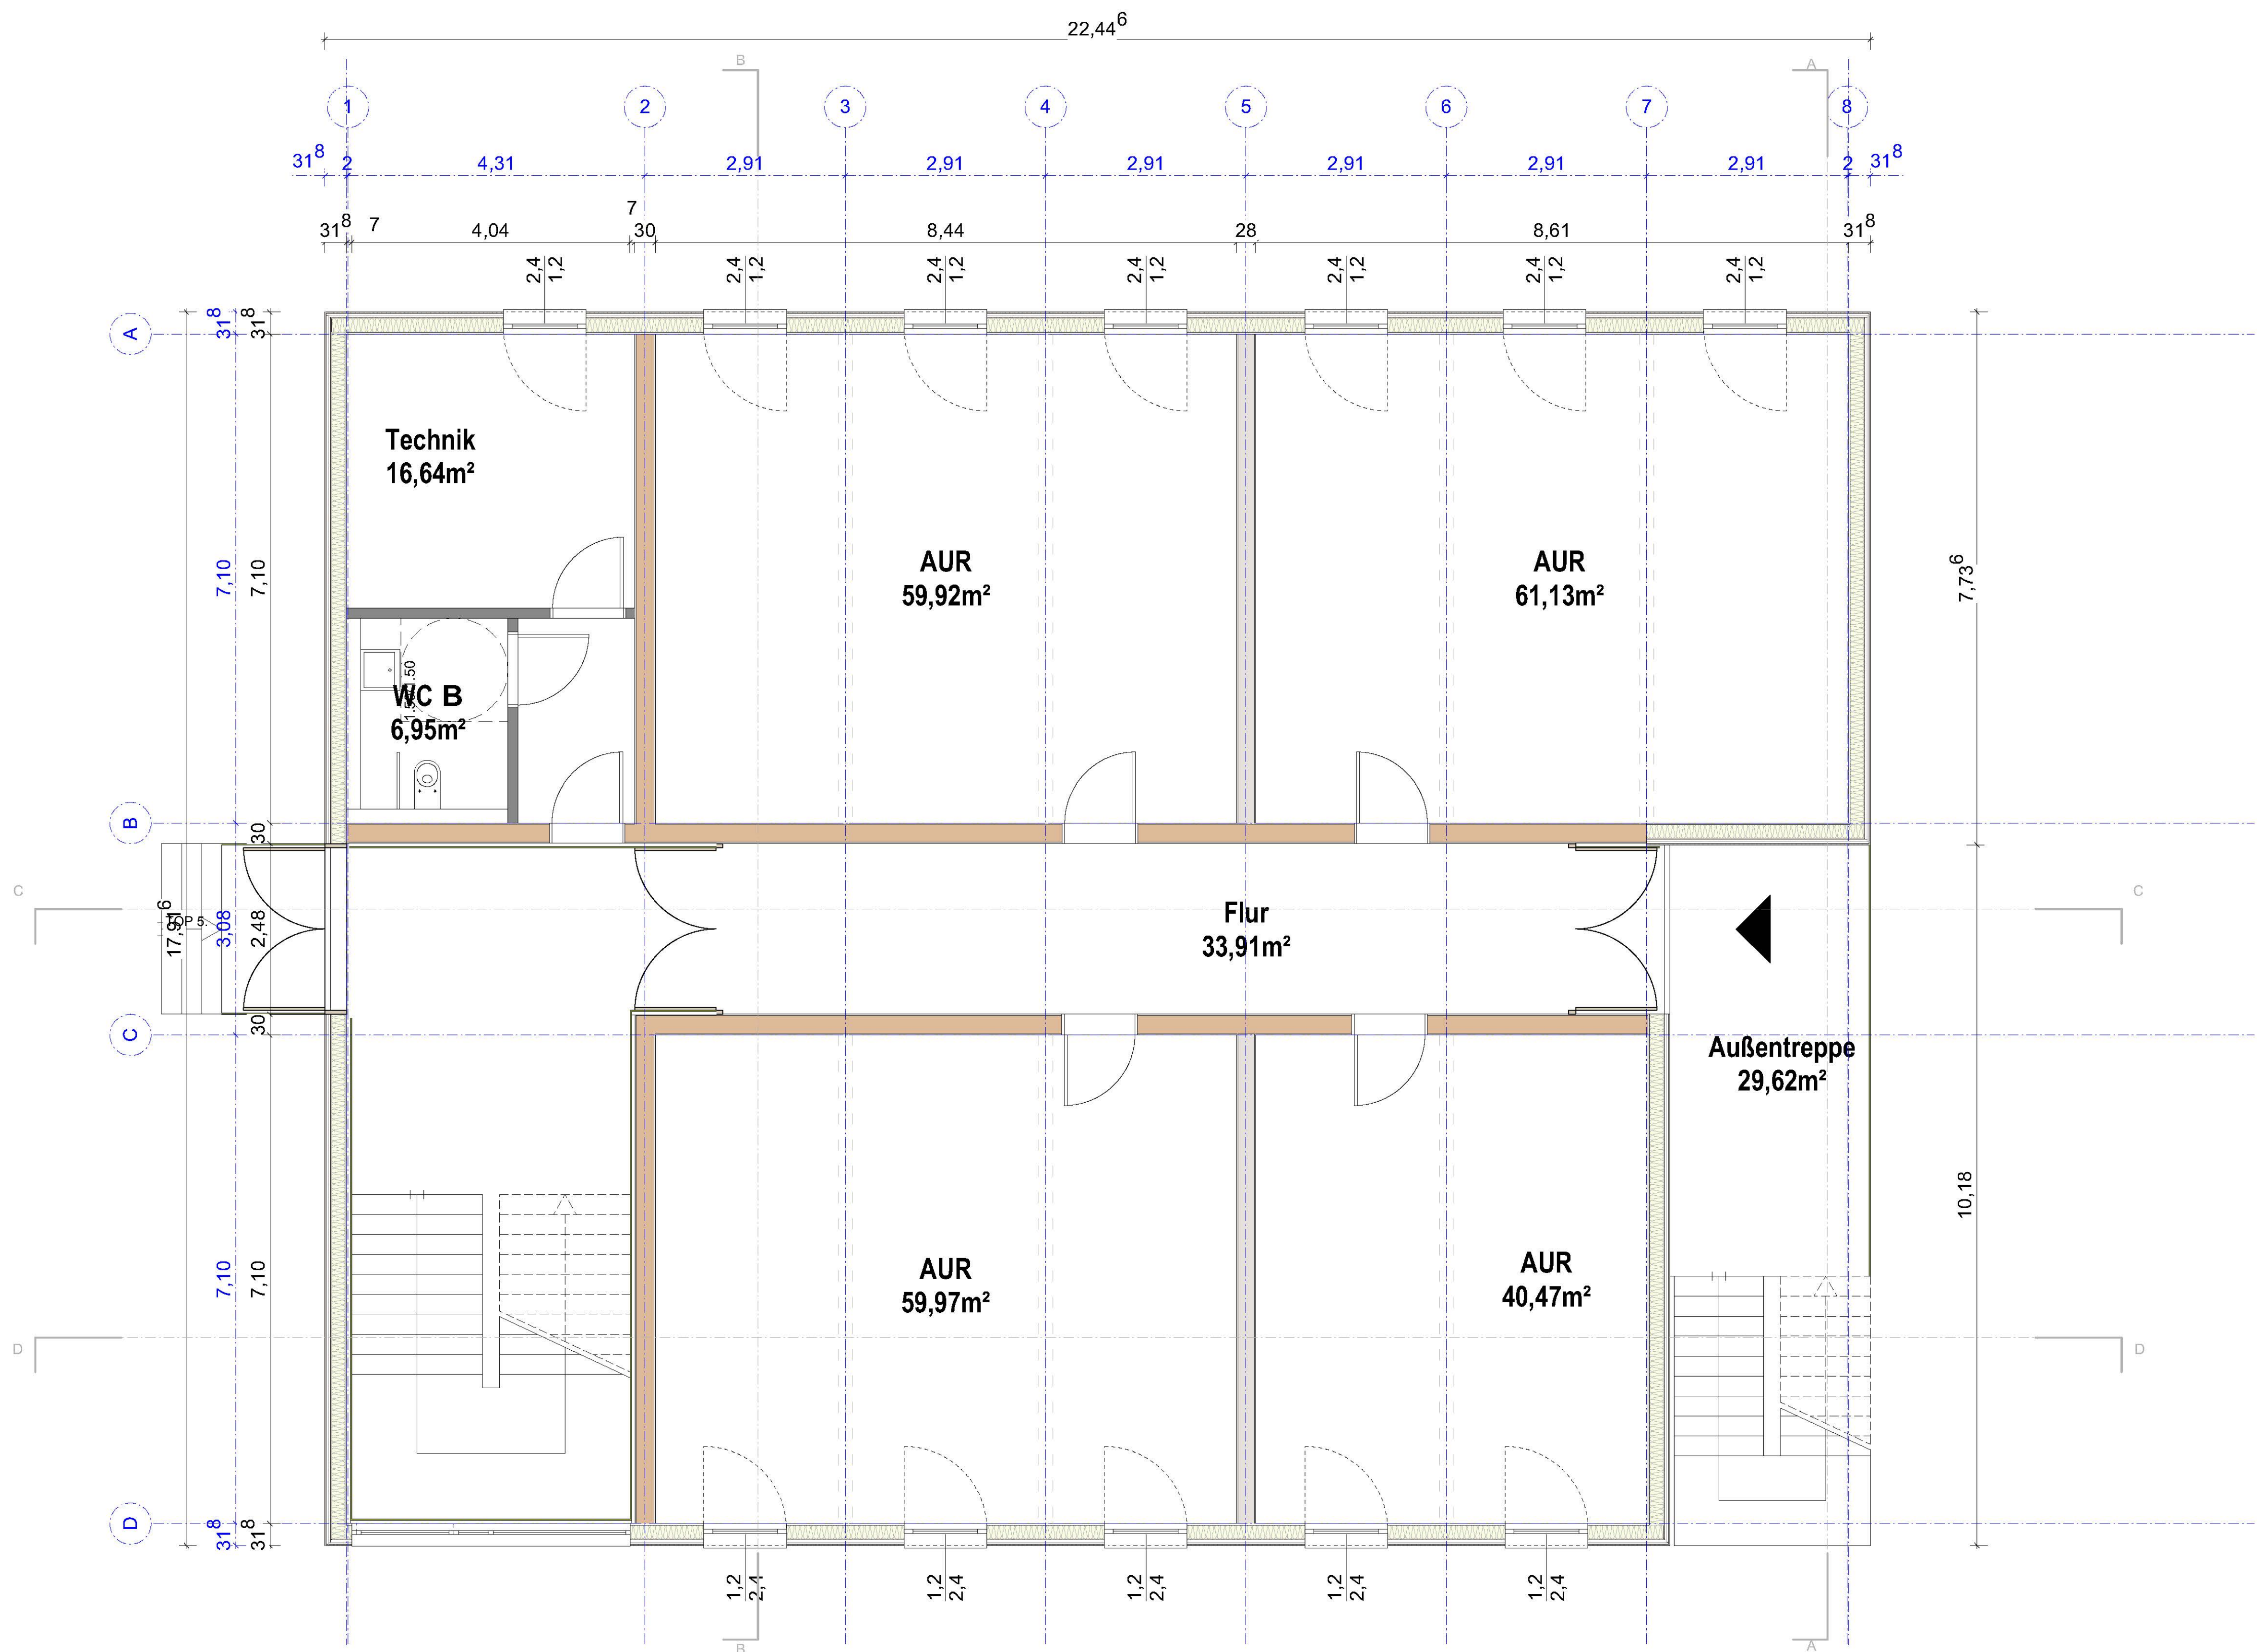 22,44⁶
B
A
1
2
3
4
5
6
7
8
31⁸
2
4,31
2,91
2,91
2,91
2,91
2,91
2,91
2
31⁸
31⁸
7
4,04
7
30
8,44
28
8,61
31⁸
2,4
1,2
2,4
1,2
2,4
1,2
2,4
1,2
2,4
1,2
2,4
1,2
2,4
1,2
A
31⁸
31⁸
Technik
16,64m²
7,10
7,10
AUR
59,92m²
AUR
61,13m²
7,73⁶
1.50
WC B
6,95m²
B
30
C
C
17,91⁶
TOP 5.
3,08
2,48
Flur
33,91m²
C
30
Außentreppe
29,62m²
7,10
7,10
AUR
59,97m²
AUR
40,47m²
10,18
D
D
D
31⁸
31⁸
1,2
2,4
1,2
2,4
1,2
2,4
1,2
2,4
1,2
2,4
B
A